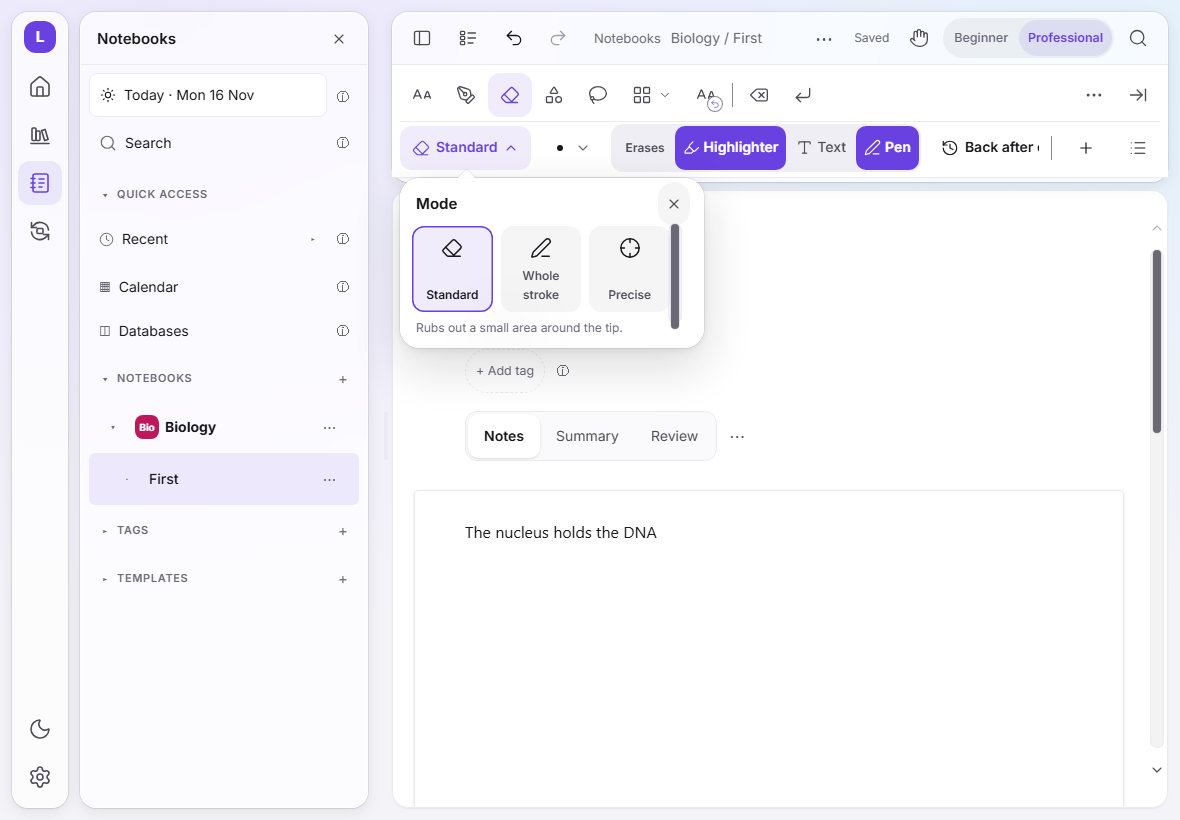 L
Notebooks
Today · Mon 16 Nov
Search
QUICK ACCESS
Recent
Calendar
Databases
NOTEBOOKS
Bio Biology
First
TAGS
TEMPLATES
Notebooks Biology / First
Saved
Beginner Professional
Standard
Erases Highlighter Text Pen
Back after
Mode
Standard
Whole stroke
Precise
Rubs out a small area around the tip.
+ Add tag
Notes Summary Review
The nucleus holds the DNA